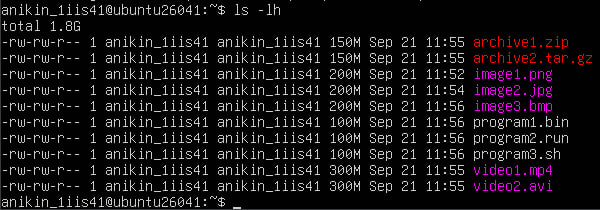 anikin_1iis41@ubuntu26041:~$ ls -lh
total 1.8G
-rw-rw-r-- 1 anikin_1iis41 anikin_1iis41 150M Sep 21 11:55 archive1.zip
-rw-rw-r-- 1 anikin_1iis41 anikin_1iis41 150M Sep 21 11:55 archive2.tar.gz
-rw-rw-r-- 1 anikin_1iis41 anikin_1iis41 200M Sep 21 11:52 image1.png
-rw-rw-r-- 1 anikin_1iis41 anikin_1iis41 200M Sep 21 11:54 image2.jpg
-rw-rw-r-- 1 anikin_1iis41 anikin_1iis41 200M Sep 21 11:56 image3.bmp
-rw-rw-r-- 1 anikin_1iis41 anikin_1iis41 100M Sep 21 11:56 program1.bin
-rw-rw-r-- 1 anikin_1iis41 anikin_1iis41 100M Sep 21 11:56 program2.run
-rw-rw-r-- 1 anikin_1iis41 anikin_1iis41 100M Sep 21 11:56 program3.sh
-rw-rw-r-- 1 anikin_1iis41 anikin_1iis41 300M Sep 21 11:55 video1.mp4
-rw-rw-r-- 1 anikin_1iis41 anikin_1iis41 300M Sep 21 11:55 video2.avi
anikin_1iis41@ubuntu26041:~$ _